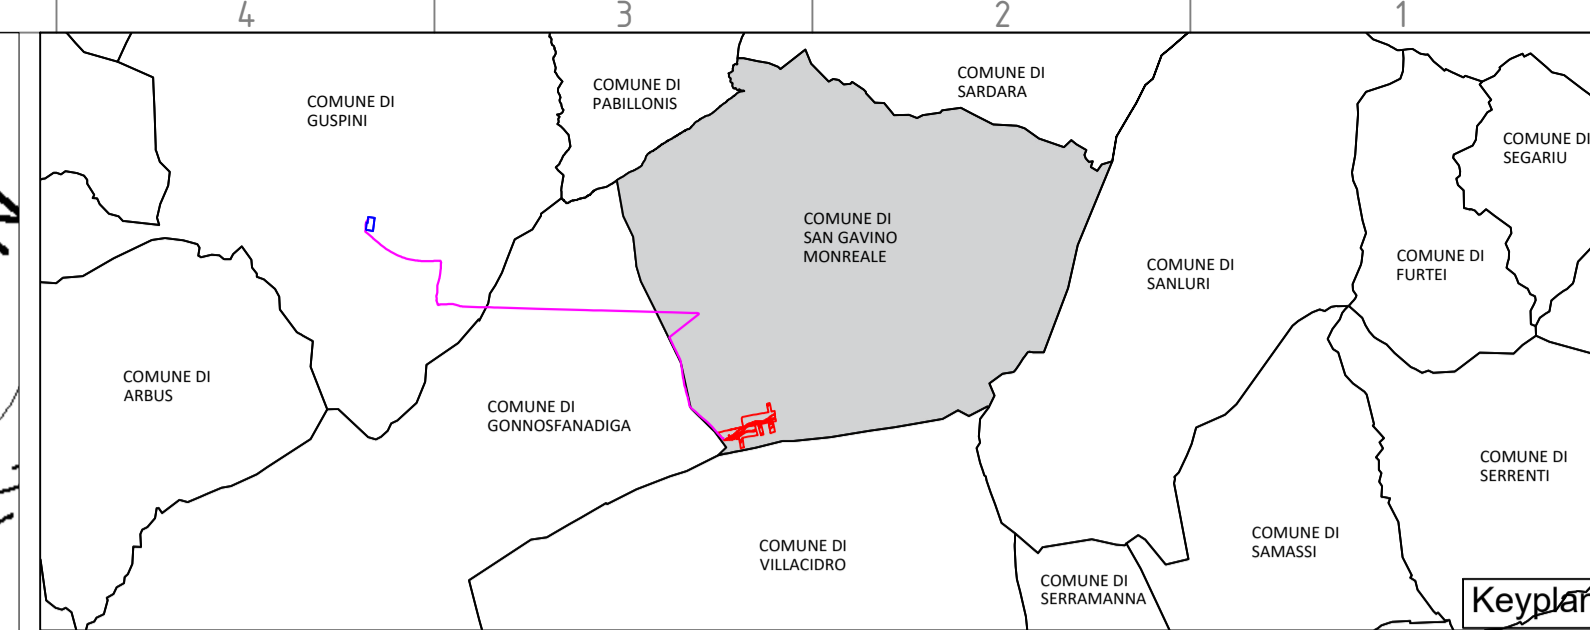 4 3 2 1
COMUNE DI
GUSPINI
COMUNE DI
PABILLONIS
COMUNE DI
SARDARA
COMUNE DI
SEGARIU
COMUNE DI
SAN GAVINO
MONREALE
COMUNE DI
SANLURI
COMUNE DI
FURTEI
COMUNE DI
ARBUS
COMUNE DI
GONNOSFANADIGA
COMUNE DI
SERRENTI
COMUNE DI
VILLACIDRO
COMUNE DI
SAMASSI
COMUNE DI
SERRAMANNA
Keyplan